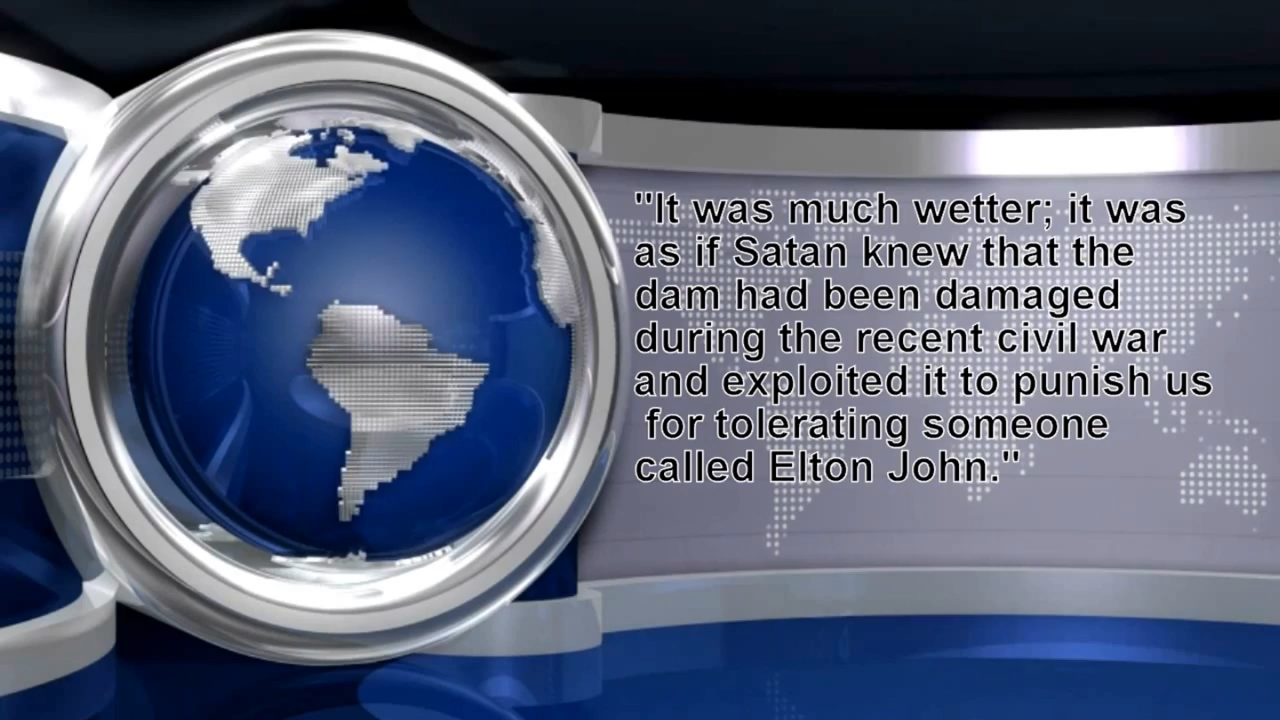 "It was much wetter; it was
as if Satan knew that the
dam had been damaged
during the recent civil war
and exploited it to punish us
for tolerating someone
called Elton John."